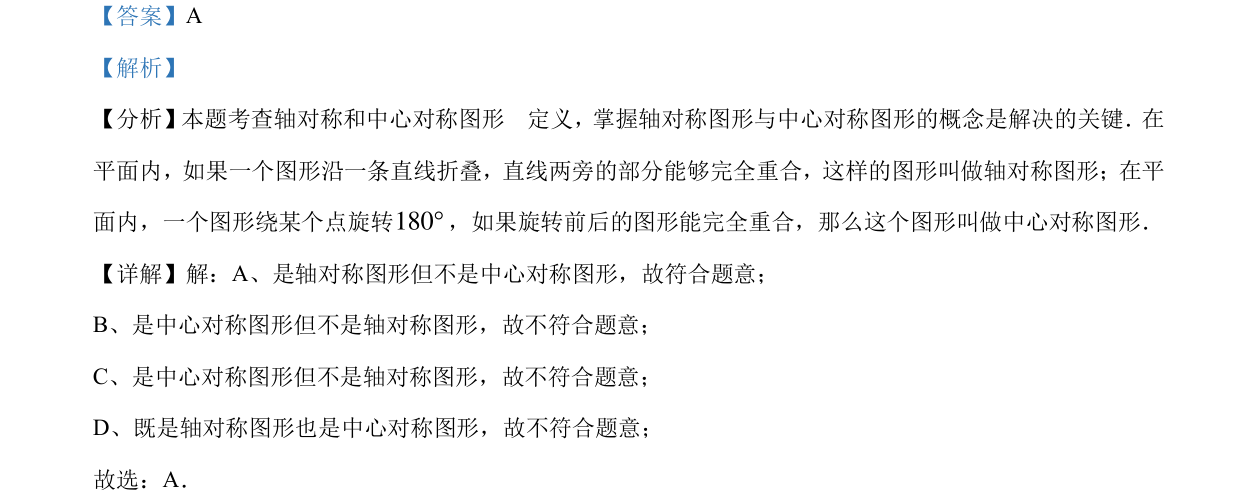 【答案】A
【解析】
【分析】本题考查轴对称和中心对称图形 定义，掌握轴对称图形与中心对称图形的概念是解决的关键．在
平面内，如果一个图形沿一条直线折叠，直线两旁的部分能够完全重合，这样的图形叫做轴对称图形；在平
面内，一个图形绕某个点旋转180°，如果旋转前后的图形能完全重合，那么这个图形叫做中心对称图形．
【详解】解：A、是轴对称图形但不是中心对称图形，故符合题意；
B、是中心对称图形但不是轴对称图形，故不符合题意；
C、是中心对称图形但不是轴对称图形，故不符合题意；
D、既是轴对称图形也是中心对称图形，故不符合题意；
故选：A．